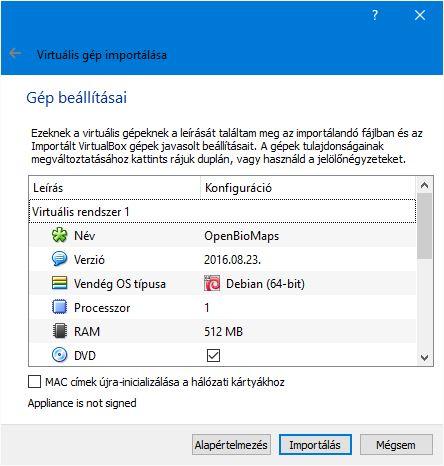 ?
Virtuális gép importálása
Gép beállításai
Ezeknek a virtuális gépeknek a leírását találtam meg az importálandó fájlban és az
Importált VirtualBox gépek javasolt beállításait. A gépek tulajdonságainak
megváltoztatásához kattints rájuk duplán, vagy használd a jelölőnégyzeteket.
Leírás Konfiguráció
Virtuális rendszer 1
Név OpenBioMaps
Verzió 2016.08.23.
Vendég OS típusa Debian (64-bit)
Processzor 1
RAM 512 MB
DVD
MAC címek újra-inicializálása a hálózati kártyákhoz
Appliance is not signed
Alapértelmezés Importálás Mégsem